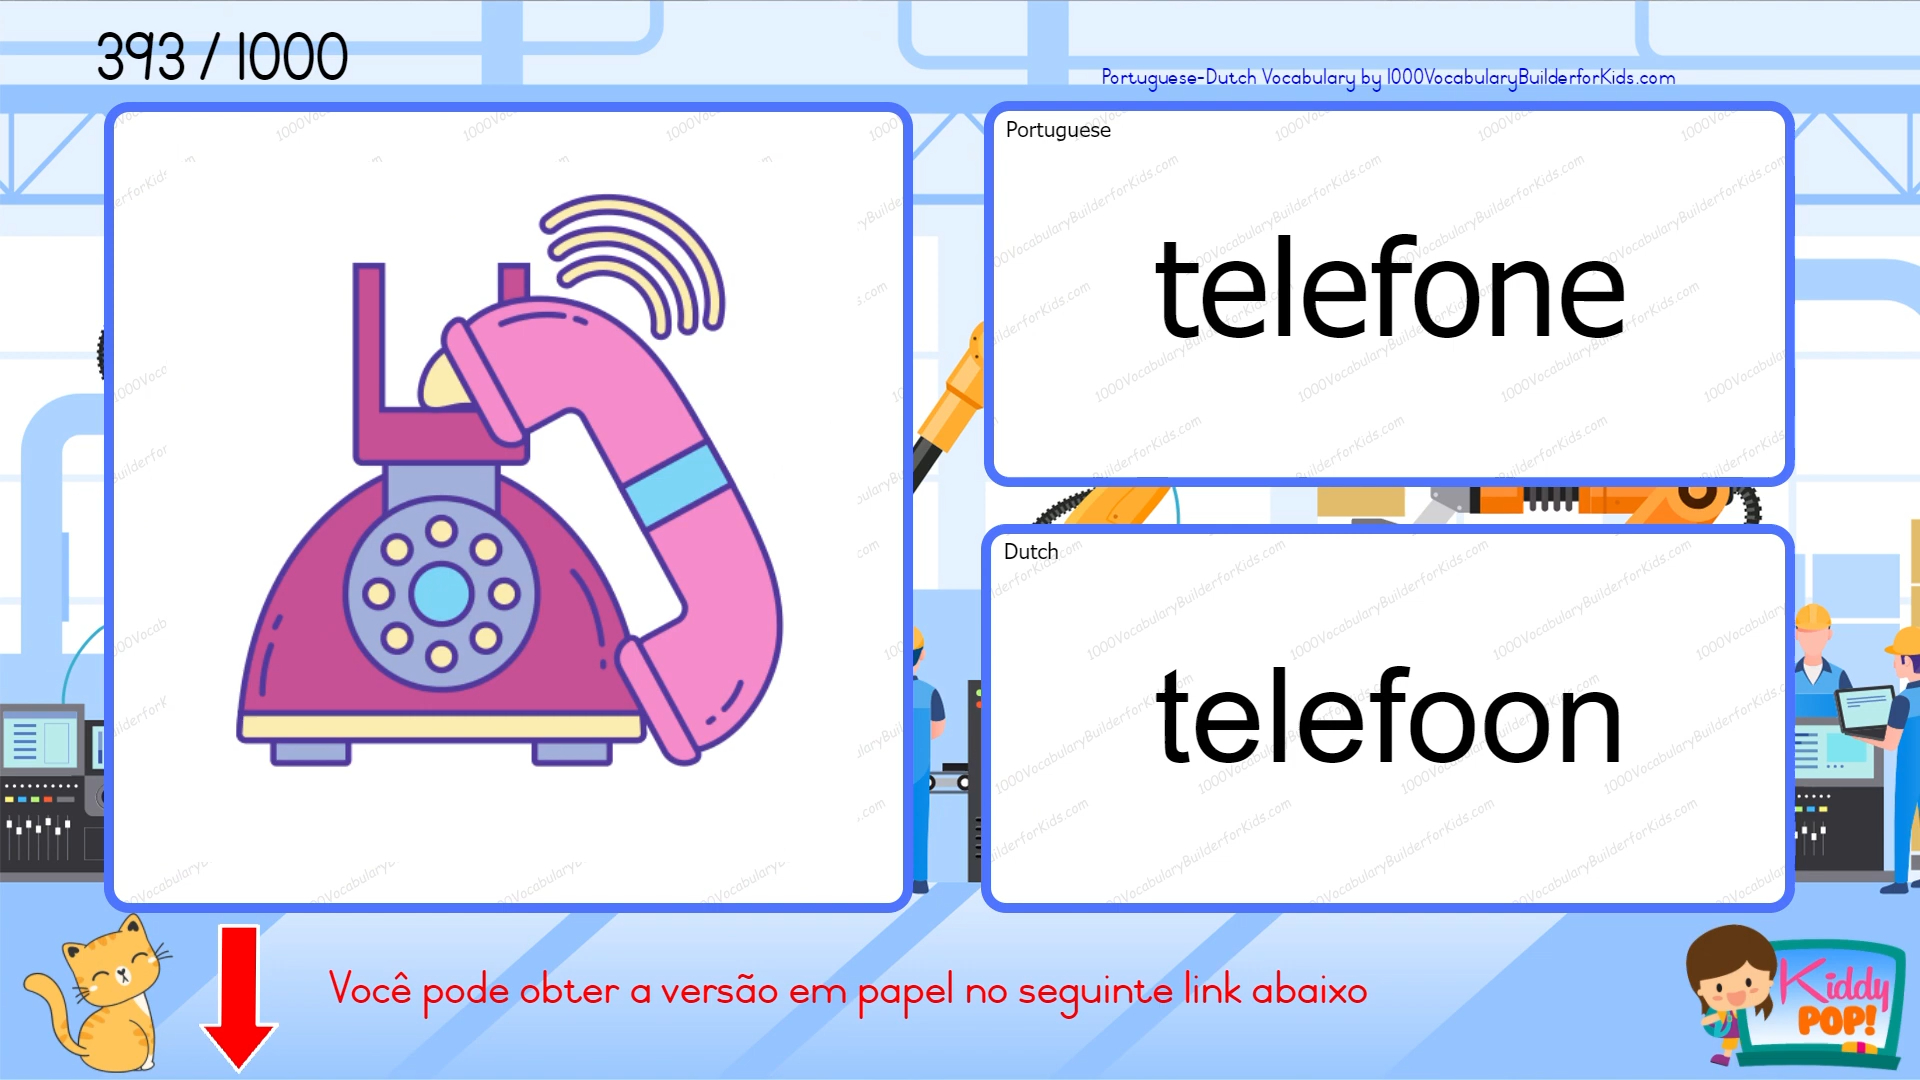 393 / 1000
Portuguese-Dutch Vocabulary by 1000VocabularyBuilderforKids.com
Portuguese
telefone
Dutch
telefoon
Você pode obter a versão em papel no seguinte link abaixo
Kiddy
POP!